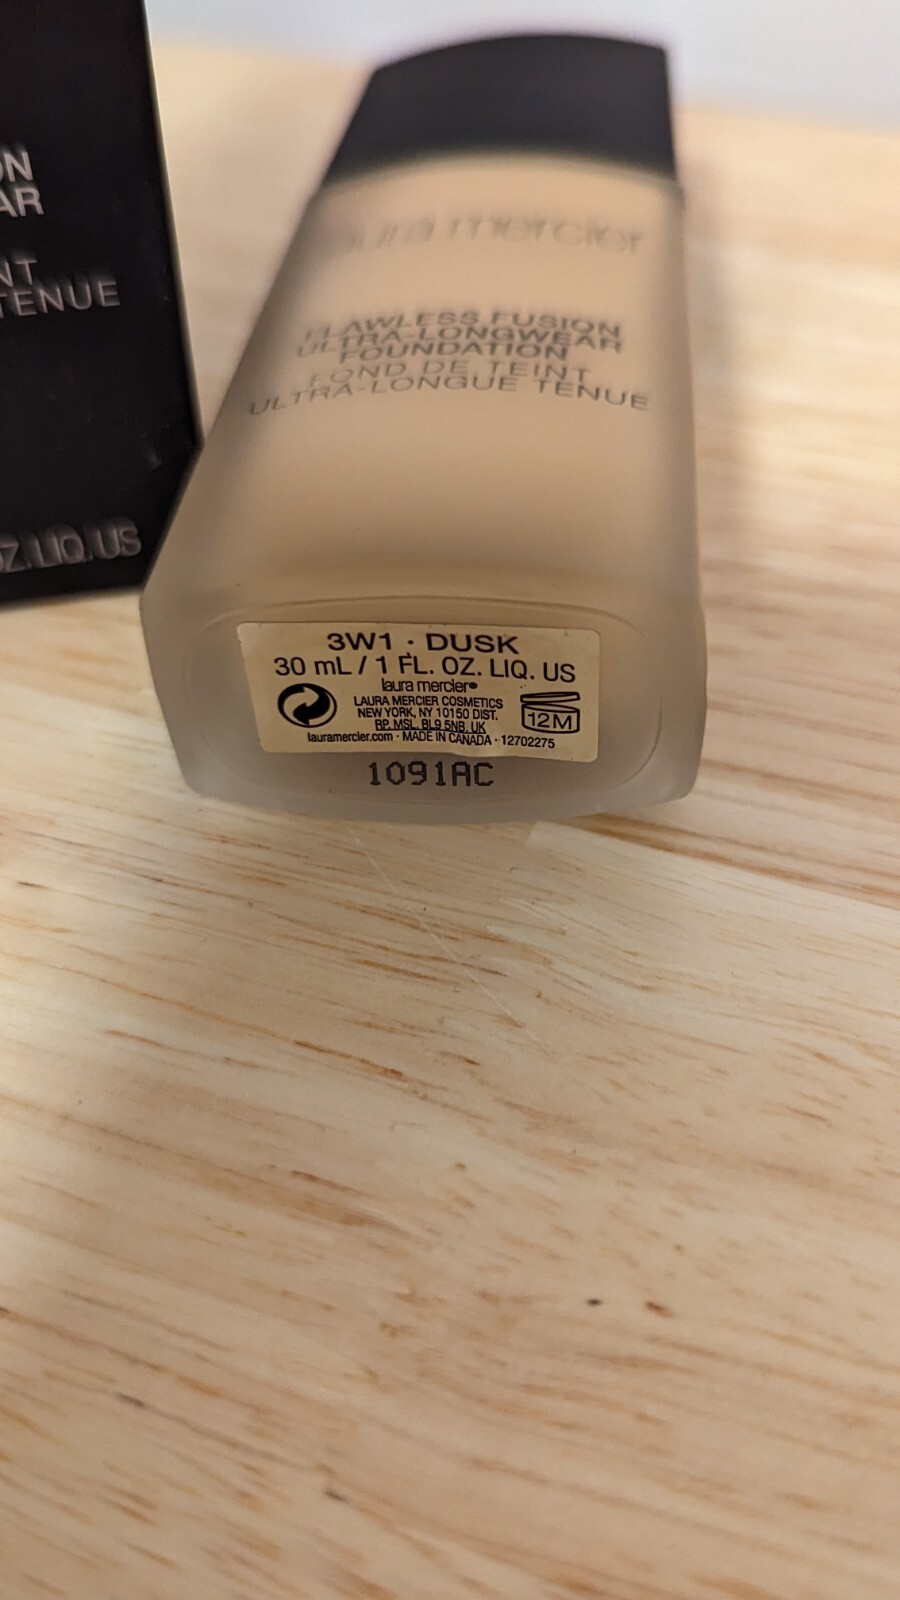 ON
AR
NT
TENUE
OZ.LIQ.US
laura mercier
FLAWLESS FUSION
ULTRA-LONGWEAR
FOUNDATION
FOND DE TEINT
ULTRA-LONGUE TENUE
3W1 · DUSK
30 mL / 1 FL. OZ. LIQ. US
laura mercier®
LAURA MERCIER COSMETICS
NEW YORK, NY 10150 DIST.
RP, MSL, BL9 5NB, UK
lauramercier.com · MADE IN CANADA · 12702275
12M
1091AC